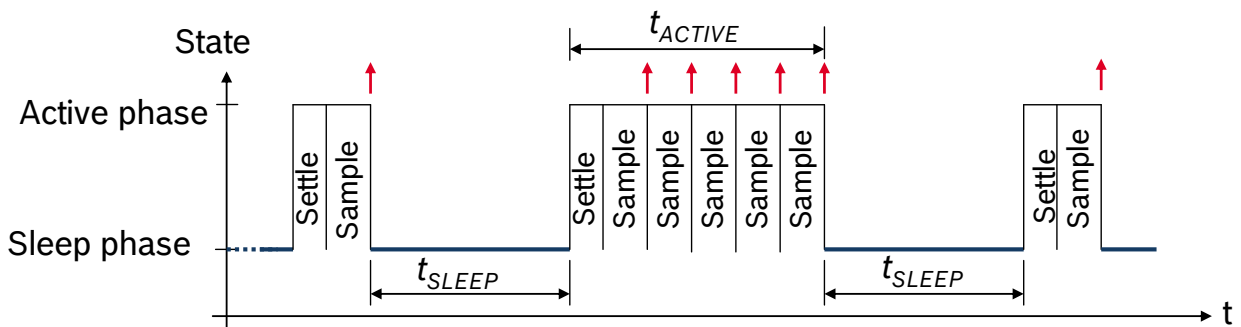 State
t_ACTIVE
Active phase
Settle
Sample
Settle
Sample
Sample
Sample
Sample
Sample
Settle
Sample
Sleep phase
t_SLEEP
t_SLEEP
t